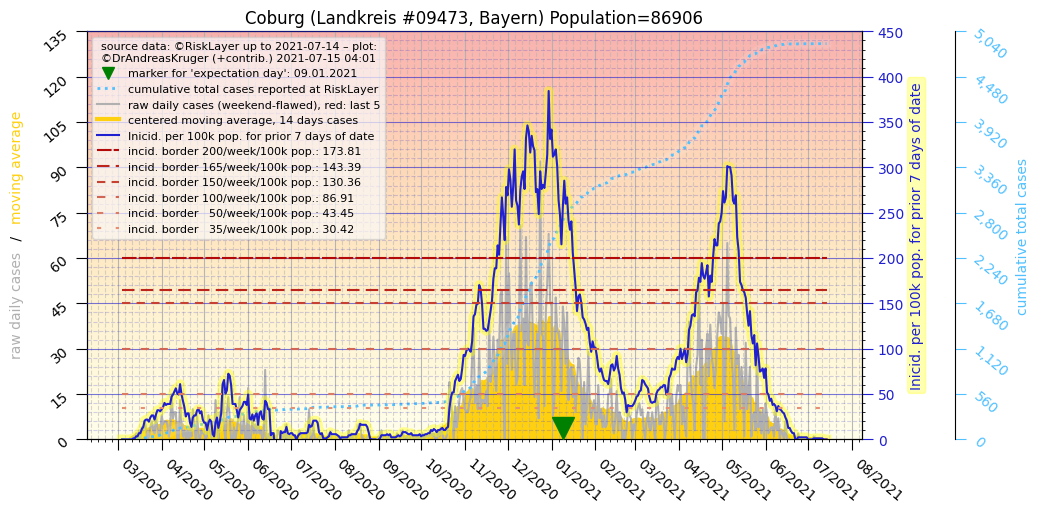 Coburg (Landkreis #09473, Bayern) Population=86906
source data: ©RiskLayer up to 2021-07-14 – plot:
©DrAndreasKruger (+contrib.) 2021-07-15 04:01
marker for 'expectation day': 09.01.2021
cumulative total cases reported at RiskLayer
raw daily cases (weekend-flawed), red: last 5
centered moving average, 14 days cases
Inicid. per 100k pop. for prior 7 days of date
incid. border 200/week/100k pop.: 173.81
incid. border 165/week/100k pop.: 143.39
incid. border 150/week/100k pop.: 130.36
incid. border 100/week/100k pop.: 86.91
incid. border 50/week/100k pop.: 43.45
incid. border 35/week/100k pop.: 30.42
raw daily cases / moving average
135
120
105
90
75
60
45
30
15
0
03/2020
04/2020
05/2020
06/2020
07/2020
08/2020
09/2020
10/2020
11/2020
12/2020
01/2021
02/2021
03/2021
04/2021
05/2021
06/2021
07/2021
08/2021
450
400
350
300
250
200
150
100
50
0
Inicid. per 100k pop. for prior 7 days of date
5,040
4,480
3,920
3,360
2,800
2,240
1,680
1,120
560
0
cumulative total cases